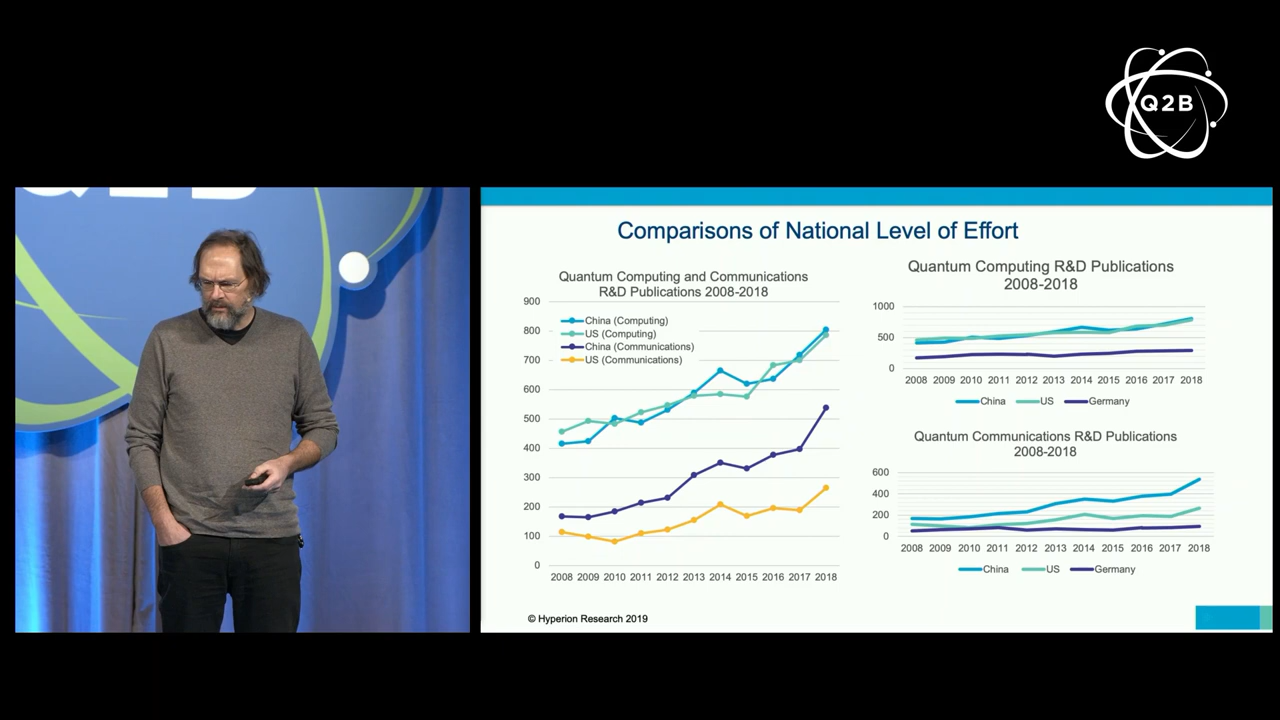 Q2B
Q2B
Comparisons of National Level of Effort
Quantum Computing and Communications
R&D Publications 2008-2018
900
800
700
600
500
400
300
200
100
0
China (Computing)
US (Computing)
China (Communications)
US (Communications)
2008 2009 2010 2011 2012 2013 2014 2015 2016 2017 2018
Quantum Computing R&D Publications
2008-2018
1000
500
0
2008 2009 2010 2011 2012 2013 2014 2015 2016 2017 2018
China US Germany
Quantum Communications R&D Publications
2008-2018
600
400
200
0
2008 2009 2010 2011 2012 2013 2014 2015 2016 2017 2018
China US Germany
© Hyperion Research 2019